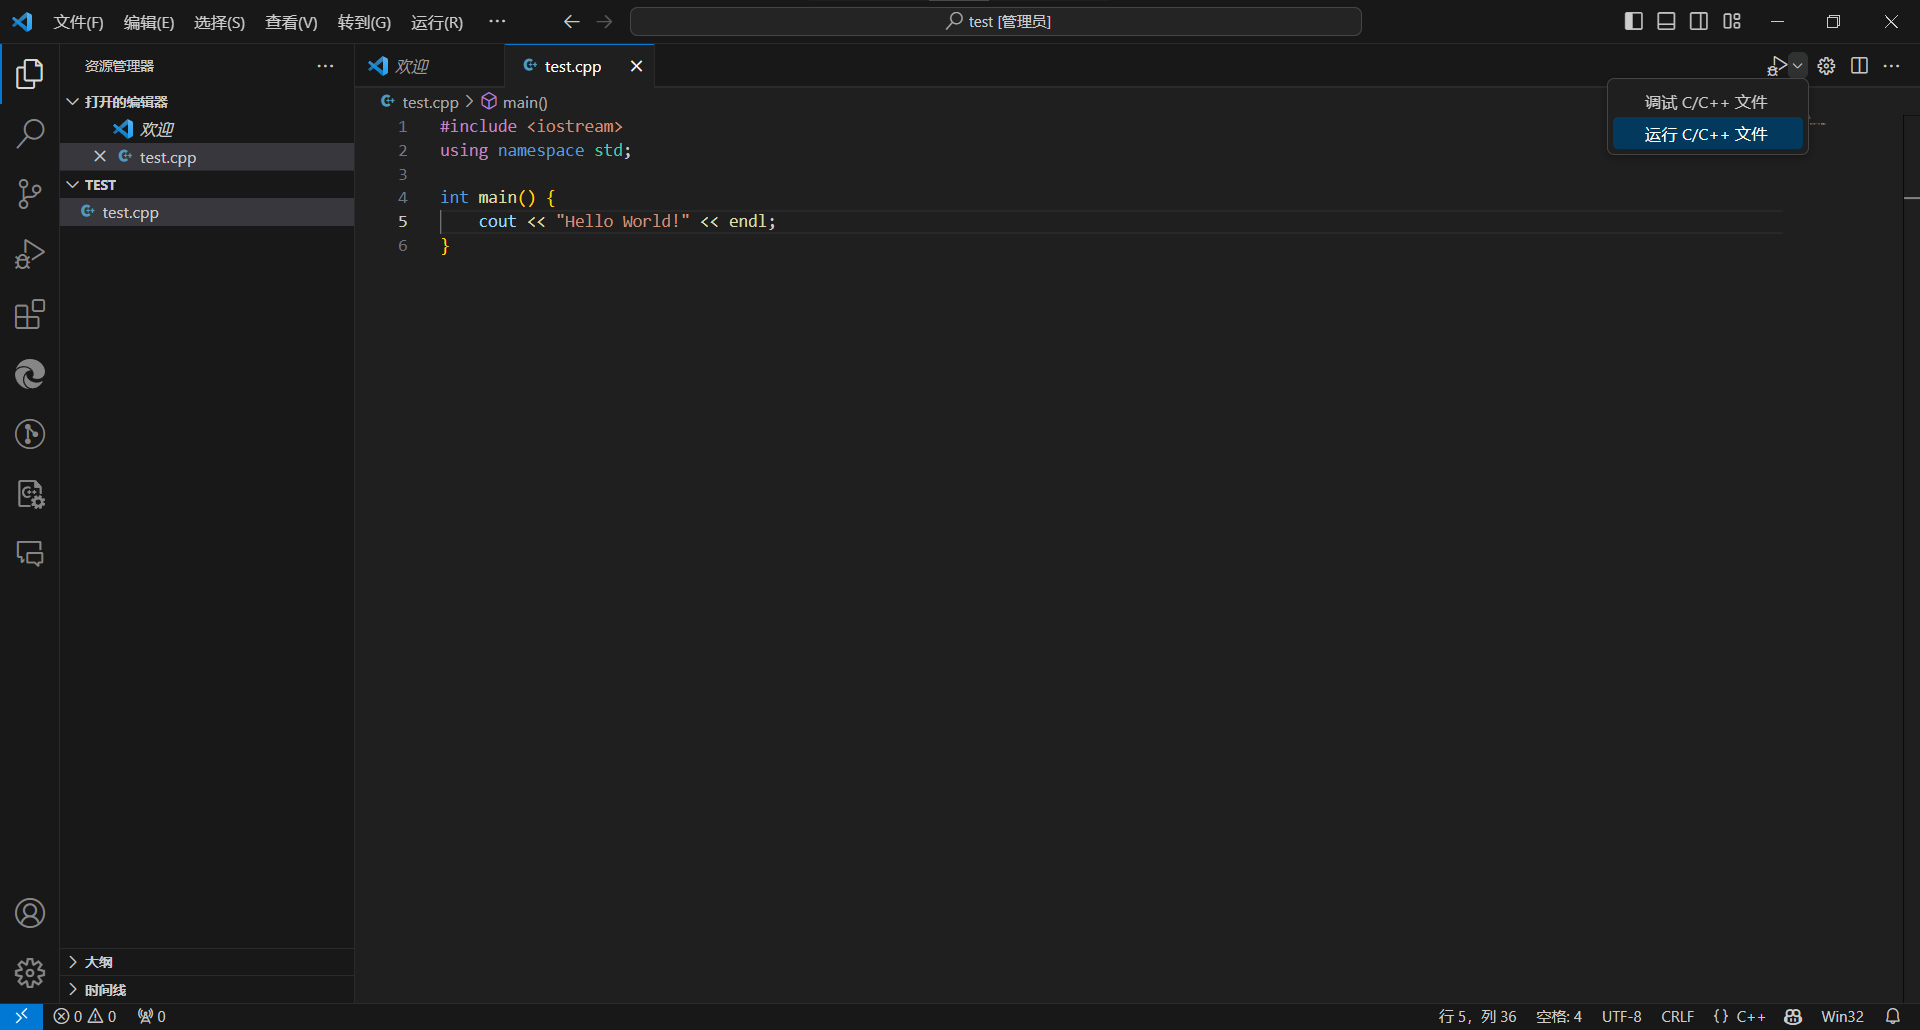 文件(F) 编辑(E) 选择(S) 查看(V) 转到(G) 运行(R) ··· test [管理员]
资源管理器
打开的编辑器
欢迎
test.cpp
TEST
test.cpp
大纲
时间线
欢迎 test.cpp
test.cpp > main()
1 #include <iostream>
2 using namespace std;
3
4 int main() {
5 cout << "Hello World!" << endl;
6 }
调试 C/C++ 文件
运行 C/C++ 文件
0 0 0 行 5，列 36 空格: 4 UTF-8 CRLF {} C++ Win32